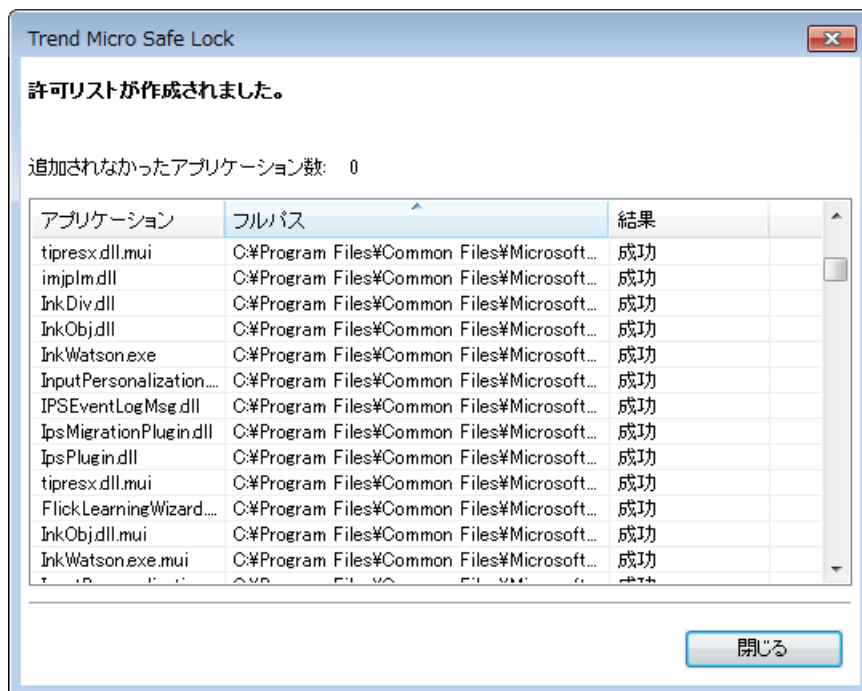 Trend Micro Safe Lock
許可リストが作成されました。
追加されなかったアプリケーション数: 0
アプリケーション フルパス 結果
tipresx.dll.mui C:¥Program Files¥Common Files¥Microsoft... 成功
imjplm.dll C:¥Program Files¥Common Files¥Microsoft... 成功
InkDiv.dll C:¥Program Files¥Common Files¥Microsoft... 成功
InkObj.dll C:¥Program Files¥Common Files¥Microsoft... 成功
InkWatson.exe C:¥Program Files¥Common Files¥Microsoft... 成功
InputPersonalization.... C:¥Program Files¥Common Files¥Microsoft... 成功
IPSEventLogMsg.dll C:¥Program Files¥Common Files¥Microsoft... 成功
IpsMigrationPlugin.dll C:¥Program Files¥Common Files¥Microsoft... 成功
IpsPlugin.dll C:¥Program Files¥Common Files¥Microsoft... 成功
tipresx.dll.mui C:¥Program Files¥Common Files¥Microsoft... 成功
FlickLearningWizard.... C:¥Program Files¥Common Files¥Microsoft... 成功
InkObj.dll.mui C:¥Program Files¥Common Files¥Microsoft... 成功
InkWatson.exe.mui C:¥Program Files¥Common Files¥Microsoft... 成功
閉じる